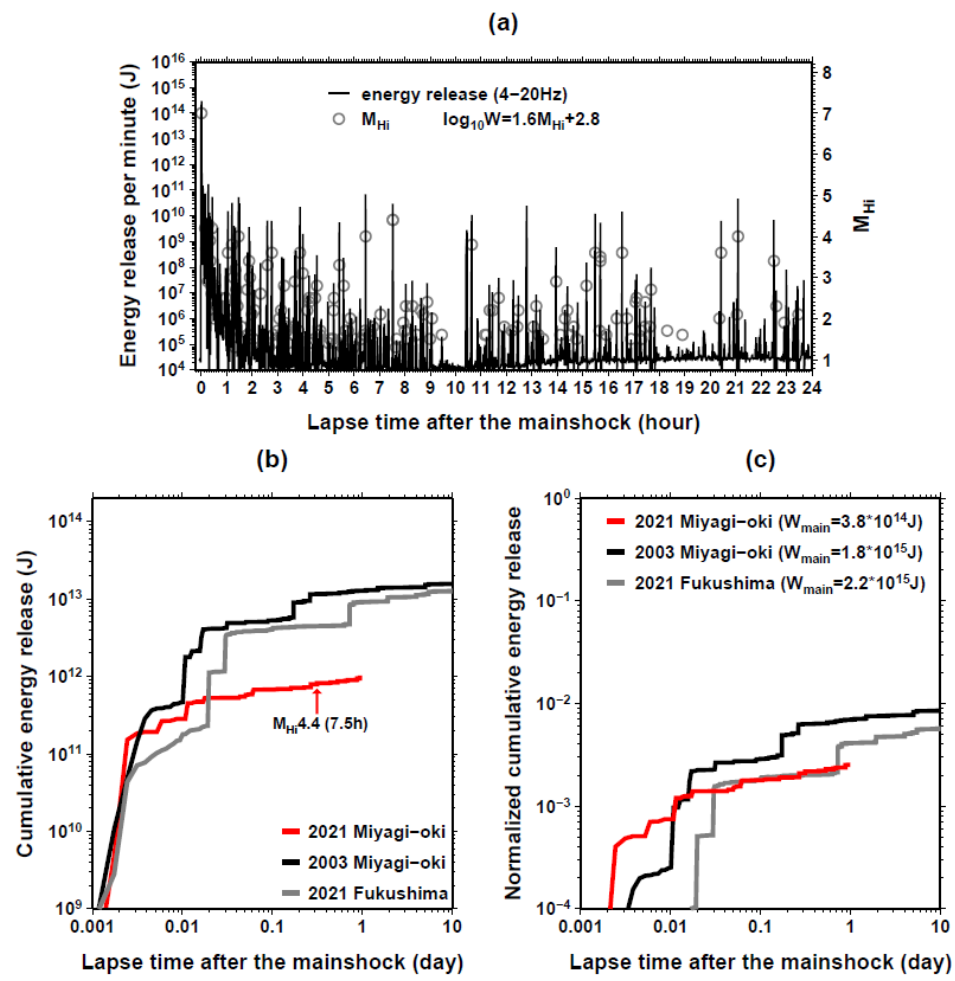 (a)
Energy release per minute (J)
10^16
10^15
10^14
10^13
10^12
10^11
10^10
10^9
10^8
10^7
10^6
10^5
10^4
energy release (4−20Hz)
M_Hi log_10W=1.6M_Hi+2.8
8
7
6
5
4
3
2
1
M_Hi
0 1 2 3 4 5 6 7 8 9 10 11 12 13 14 15 16 17 18 19 20 21 22 23 24
Lapse time after the mainshock (hour)
(b)
Cumulative energy release (J)
10^14
10^13
10^12
10^11
10^10
10^9
M_Hi4.4 (7.5h)
2021 Miyagi−oki
2003 Miyagi−oki
2021 Fukushima
0.001 0.01 0.1 1 10
Lapse time after the mainshock (day)
(c)
Normalized cumulative energy release
10^0
10^−1
10^−2
10^−3
10^−4
2021 Miyagi−oki (W_main=3.8*10^14J)
2003 Miyagi−oki (W_main=1.8*10^15J)
2021 Fukushima (W_main=2.2*10^15J)
0.001 0.01 0.1 1 10
Lapse time after the mainshock (day)